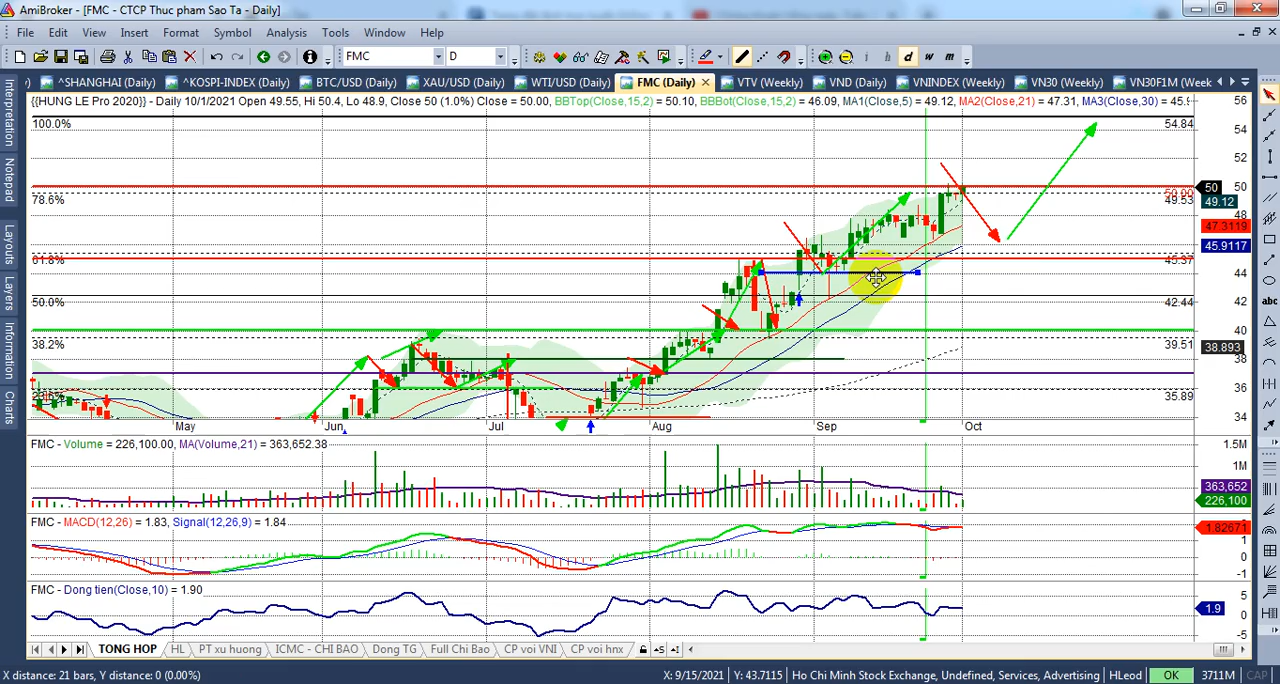 AmiBroker - [FMC - CTCP Thuc pham Sao Ta - Daily]
File Edit View Insert Format Symbol Analysis Tools Window Help
FMC D i h d w m
^SHANGHAI (Daily) ^KOSPI-INDEX (Daily) BTC/USD (Daily) XAU/USD (Daily) WTI/USD (Daily) FMC (Daily) VTV (Weekly) VND (Daily) VNINDEX (Weekly) VN30 (Weekly) VN30F1M (Week
{{HUNG LE Pro 2020}} - Daily 10/1/2021 Open 49.55, Hi 50.4, Lo 48.9, Close 50 (1.0%) Close = 50.00, BBTop(Close,15,2) = 50.10, BBBot(Close,15,2) = 46.09, MA1(Close,5) = 49.12, MA2(Close,21) = 47.31, MA3(Close,30) = 45.9
Interpretation
Notepad
Layouts
Layers
Information
Charts
abc
100.0%
78.6%
61.8%
50.0%
38.2%
54.84
50.00
49.53
45.37
42.44
39.51
35.89
56
54
52
50
48
44
42
40
38
36
34
50
49.12
47.3119
45.9117
38.893
May Jun Jul Aug Sep Oct
FMC - Volume = 226,100.00, MA(Volume,21) = 363,652.38
1.5M
1M
363,652
226,100
FMC - MACD(12,26) = 1.83, Signal(12,26,9) = 1.84
1.82671
1
0
-1
FMC - Dong tien(Close,10) = 1.90
5
1.9
0
-5
TONG HOP HL PT xu huong ICMC - CHI BAO Dong TG Full Chi Bao CP voi VNI CP voi hnx
X distance: 21 bars, Y distance: 0 (0.00%) X: 9/15/2021 Y: 43.7115 Ho Chi Minh Stock Exchange, Undefined, Services, Advertising HLeod OK 3711M CAP